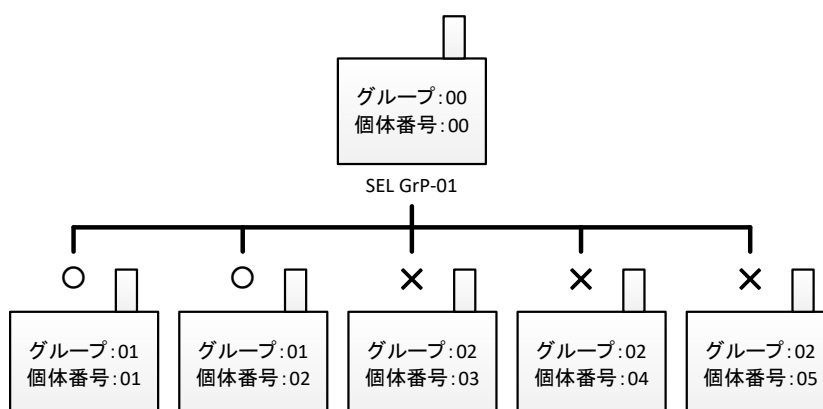 グループ:00
個体番号:00
SEL GrP-01
○ ○ × × ×
グループ:01 グループ:01 グループ:02 グループ:02 グループ:02
個体番号:01 個体番号:02 個体番号:03 個体番号:04 個体番号:05